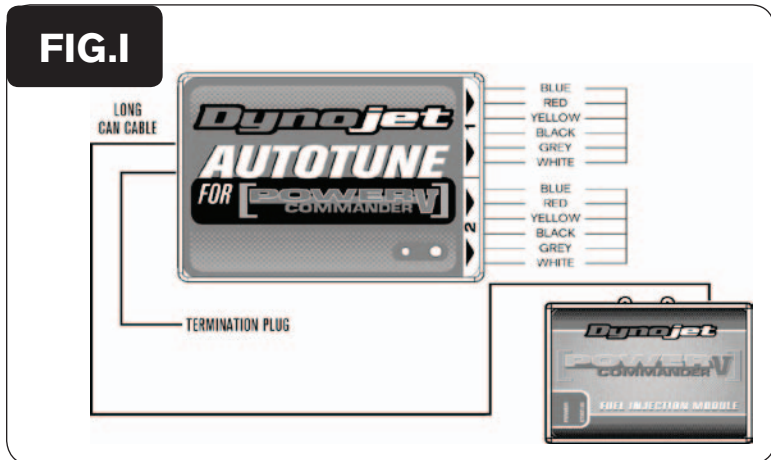 FIG.I
LONG
CAN CABLE
Dynojet
AUTOTUNE
FOR [POWER
COMMANDER V]
1
2
BLUE
RED
YELLOW
BLACK
GREY
WHITE
BLUE
RED
YELLOW
BLACK
GREY
WHITE
TERMINATION PLUG
Dynojet
[POWER
COMMANDER V]
FUEL INJECTION MODULE